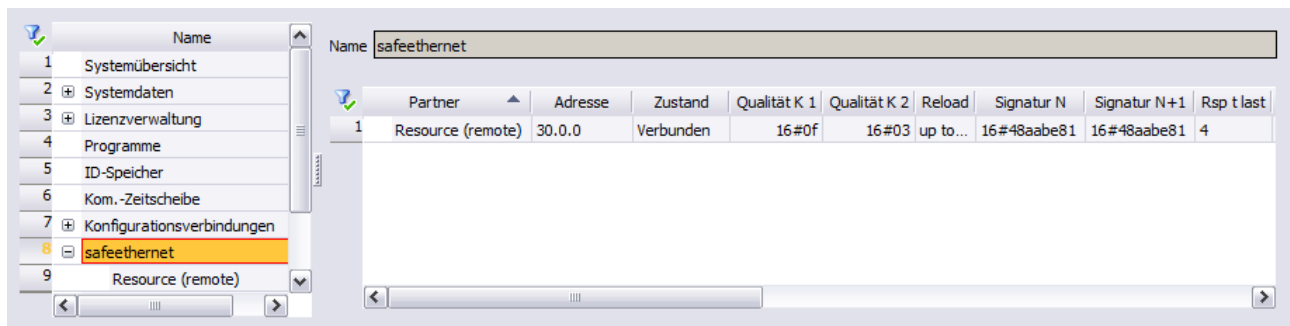 Name
1 Systemübersicht
2 Systemdaten
3 Lizenzverwaltung
4 Programme
5 ID-Speicher
6 Kom.-Zeitscheibe
7 Konfigurationsverbindungen
8 safeethernet
9 Resource (remote)
Name safeethernet
Partner Adresse Zustand Qualität K 1 Qualität K 2 Reload Signatur N Signatur N+1 Rsp t last
1 Resource (remote) 30.0.0 Verbunden 16#0f 16#03 up to... 16#48aabe81 16#48aabe81 4